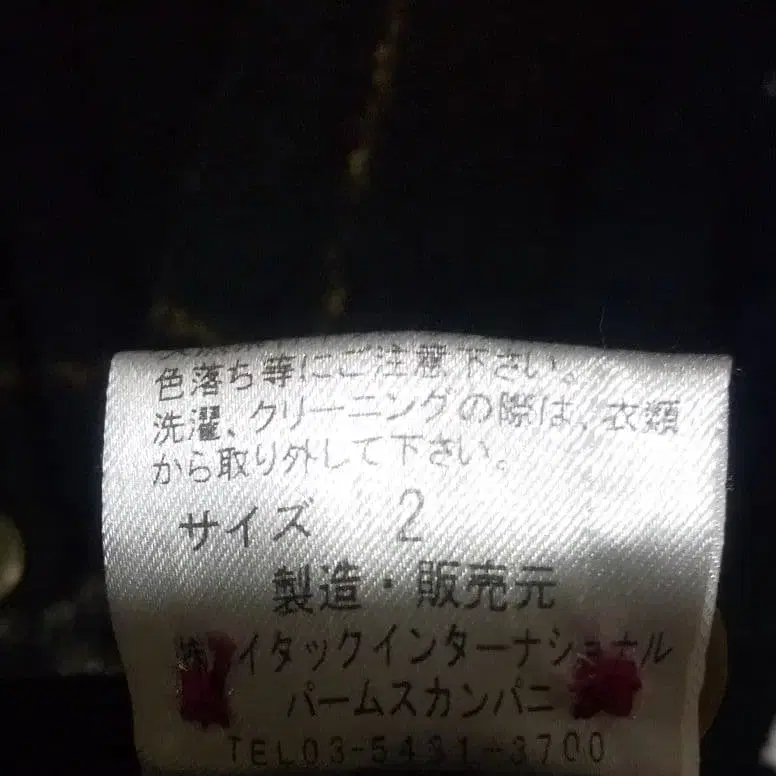 色落ち等にご注意下さい。
洗濯、クリーニングの際は、衣類
から取り外して下さい。
サイズ 2
製造・販売元
㈱イタックインターナショナル
パームスカンパニー
TEL03-5431-3700